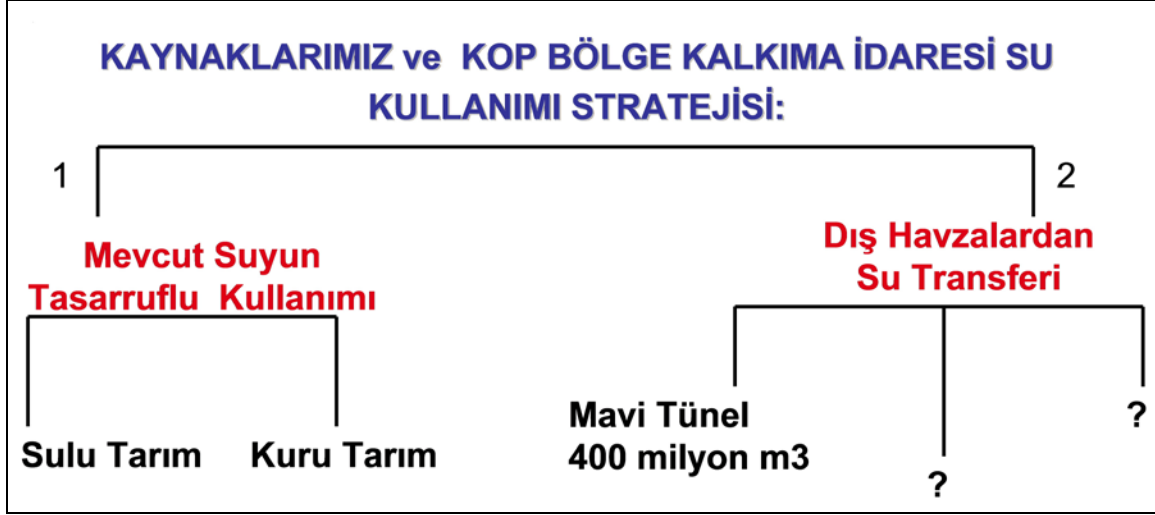 KAYNAKLARIMIZ ve KOP BÖLGE KALKIMA İDARESİ SU
KULLANIMI STRATEJİSİ:
1
2
Mevcut Suyun
Tasarruflu Kullanımı
Dış Havzalardan
Su Transferi
Sulu Tarım
Kuru Tarım
Mavi Tünel
400 milyon m3
?
?